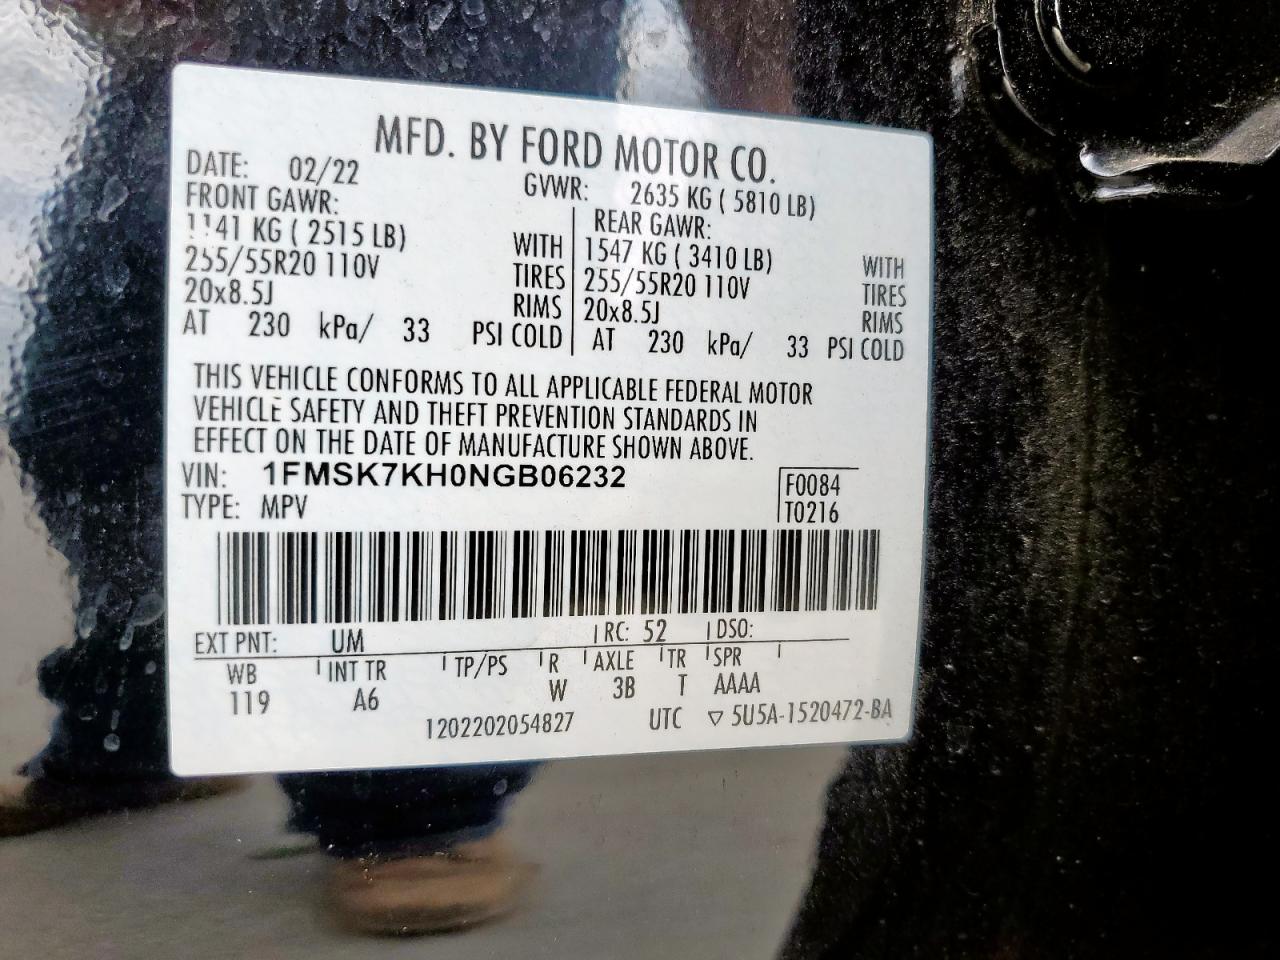 MFD. BY FORD MOTOR CO.
DATE: 02/22
GVWR: 2635 KG ( 5810 LB)
FRONT GAWR:
1141 KG ( 2515 LB) WITH
255/55R20 110V TIRES
20x8.5J RIMS
AT 230 kPa/ 33 PSI COLD
REAR GAWR:
1547 KG ( 3410 LB) WITH
255/55R20 110V TIRES
20x8.5J RIMS
AT 230 kPa/ 33 PSI COLD
THIS VEHICLE CONFORMS TO ALL APPLICABLE FEDERAL MOTOR
VEHICLE SAFETY AND THEFT PREVENTION STANDARDS IN
EFFECT ON THE DATE OF MANUFACTURE SHOWN ABOVE.
VIN: 1FMSK7KH0NGB06232
TYPE: MPV
F0084
T0216
EXT PNT: UM RC: 52 DSO:
WB INT TR TP/PS R AXLE TR SPR
119 A6 W 3B T AAAA
1202202054827 UTC ▽ 5U5A-1520472-BA